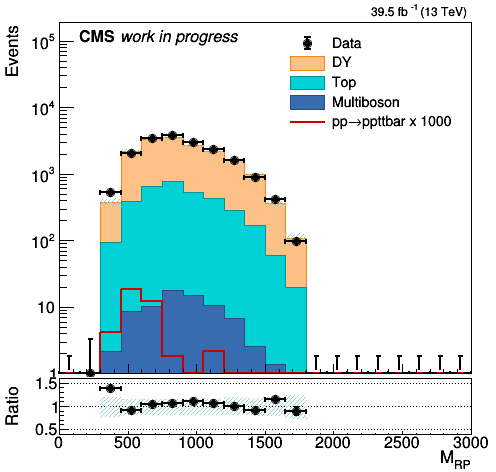 39.5 fb⁻¹ (13 TeV)
CMS work in progress
Events
10⁵
10⁴
10³
10²
10
1
Data
DY
Top
Multiboson
pp→ppttbar x 1000
Ratio
1.5
1
0.5
0 500 1000 1500 2000 2500 3000
M_RP